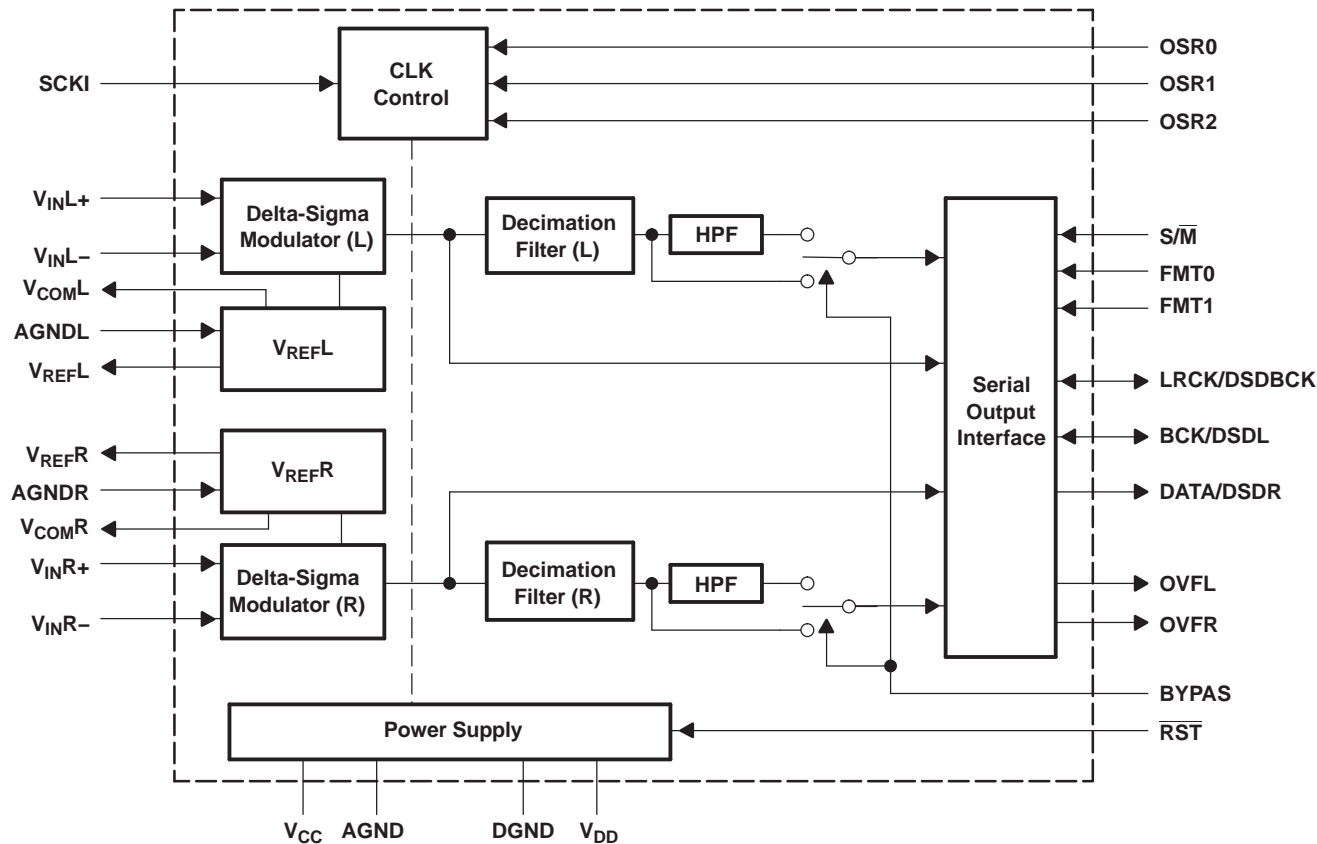 SCKI
CLK
Control
OSR0
OSR1
OSR2
VINL+
VINL−
VCOML
AGNDL
VREFL
Delta-Sigma
Modulator (L)
VREFL
Decimation
Filter (L)
HPF
VREFR
AGNDR
VCOMR
VINR+
VINR−
VREFR
Delta-Sigma
Modulator (R)
Decimation
Filter (R)
HPF
Serial
Output
Interface
S/M̅
FMT0
FMT1
LRCK/DSDBCK
BCK/DSDL
DATA/DSDR
OVFL
OVFR
BYPAS
R̅S̅T̅
Power Supply
VCC
AGND
DGND
VDD